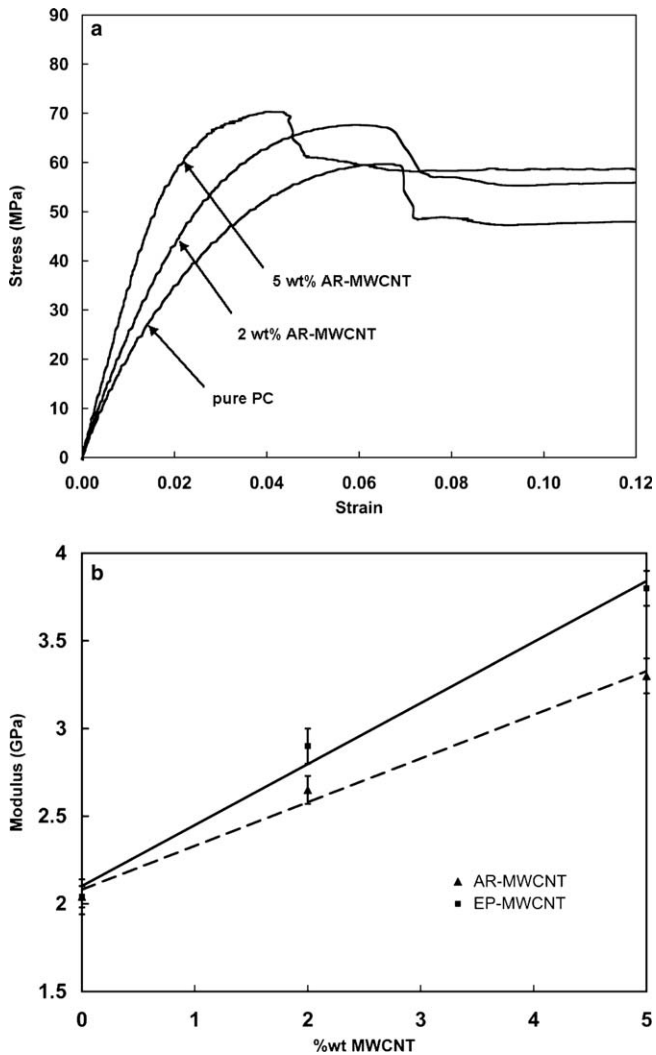 a
90
80
70
60
50
40
30
20
10
0
Stress (MPa)
5 wt% AR-MWCNT
2 wt% AR-MWCNT
pure PC
0.00 0.02 0.04 0.06 0.08 0.10 0.12
Strain
b
4
3.5
3
2.5
2
1.5
Modulus (GPa)
AR-MWCNT
EP-MWCNT
0 1 2 3 4 5
%wt MWCNT